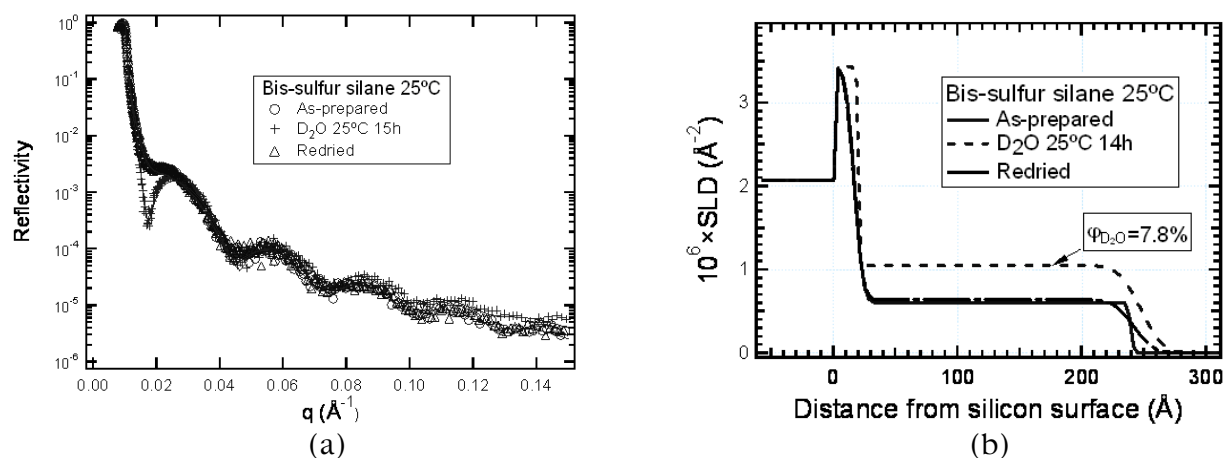 10⁰
10⁻¹
10⁻²
10⁻³
10⁻⁴
10⁻⁵
10⁻⁶
Reflectivity
Bis-sulfur silane 25ºC
As-prepared
D₂O 25ºC 15h
Redried
0.00 0.02 0.04 0.06 0.08 0.10 0.12 0.14
q (Å⁻¹)
(a)
3
2
1
0
10⁶×SLD (Å⁻²)
Bis-sulfur silane 25ºC
As-prepared
D₂O 25ºC 14h
Redried
φD₂O=7.8%
0 100 200 300
Distance from silicon surface (Å)
(b)